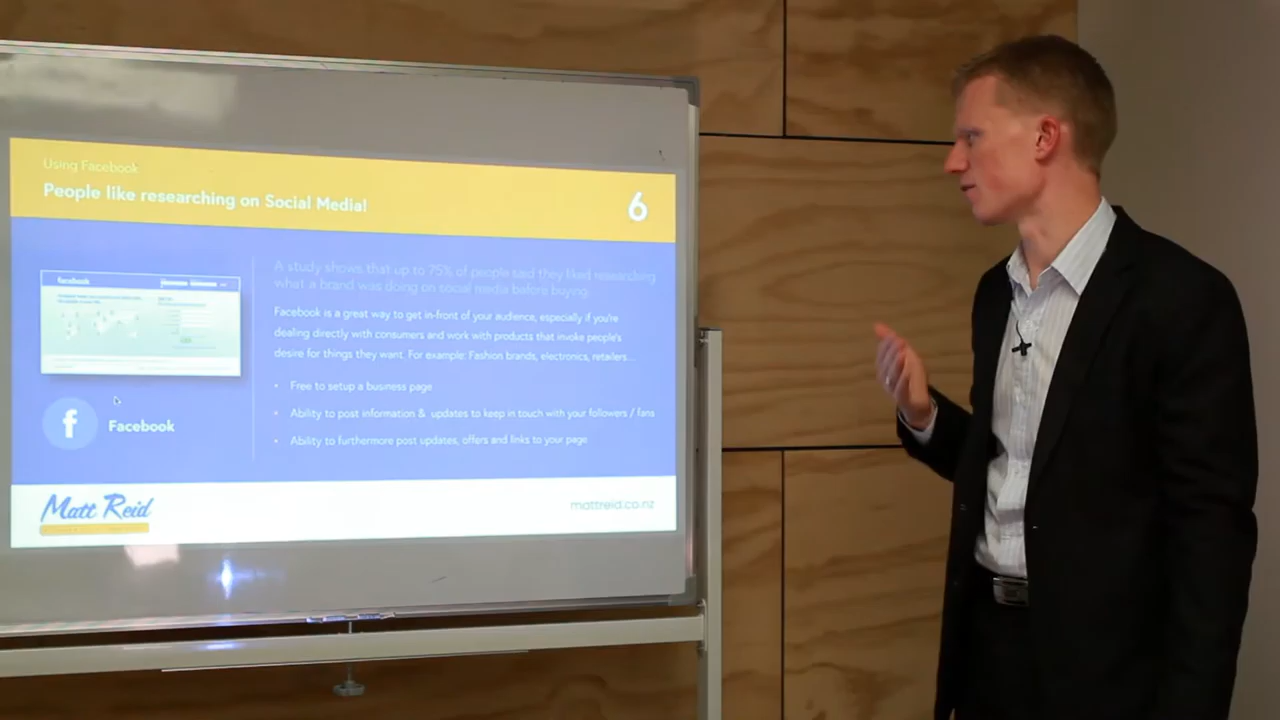 Using Facebook
People like researching on Social Media!
6
A study shows that up to 75% of people said they liked researching
what a brand was doing on social media before buying.
Facebook is a great way to get in-front of your audience, especially if you're
dealing directly with consumers and work with products that invoke people's
desire for things they want. For example: Fashion brands, electronics, retailers...
• Free to setup a business page
• Ability to post information & updates to keep in touch with your followers / fans
• Ability to furthermore post updates, offers and links to your page
facebook
f
Facebook
Matt Reid
mattreid.co.nz